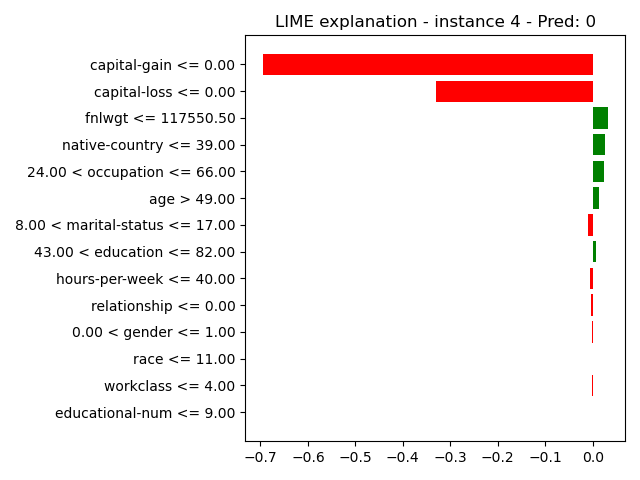 LIME explanation - instance 4 - Pred: 0
capital-gain <= 0.00
capital-loss <= 0.00
fnlwgt <= 117550.50
native-country <= 39.00
24.00 < occupation <= 66.00
age > 49.00
8.00 < marital-status <= 17.00
43.00 < education <= 82.00
hours-per-week <= 40.00
relationship <= 0.00
0.00 < gender <= 1.00
race <= 11.00
workclass <= 4.00
educational-num <= 9.00
−0.7 −0.6 −0.5 −0.4 −0.3 −0.2 −0.1 0.0